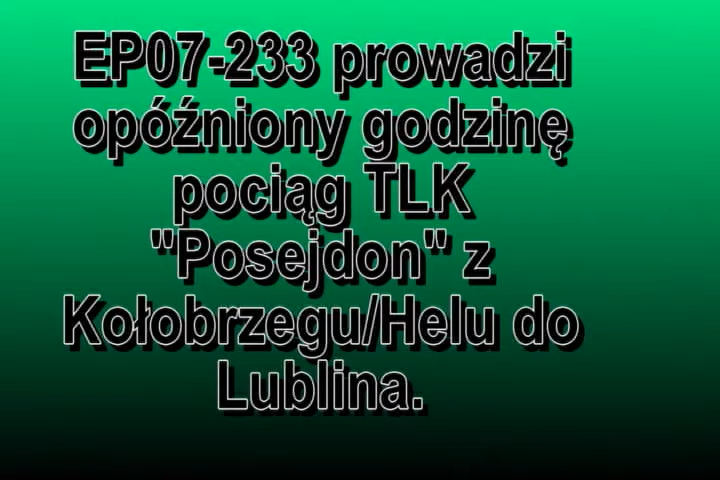 EP07-233 prowadzi
opóźniony godzinę
pociąg TLK
"Posejdon" z
Kołobrzegu/Helu do
Lublina.